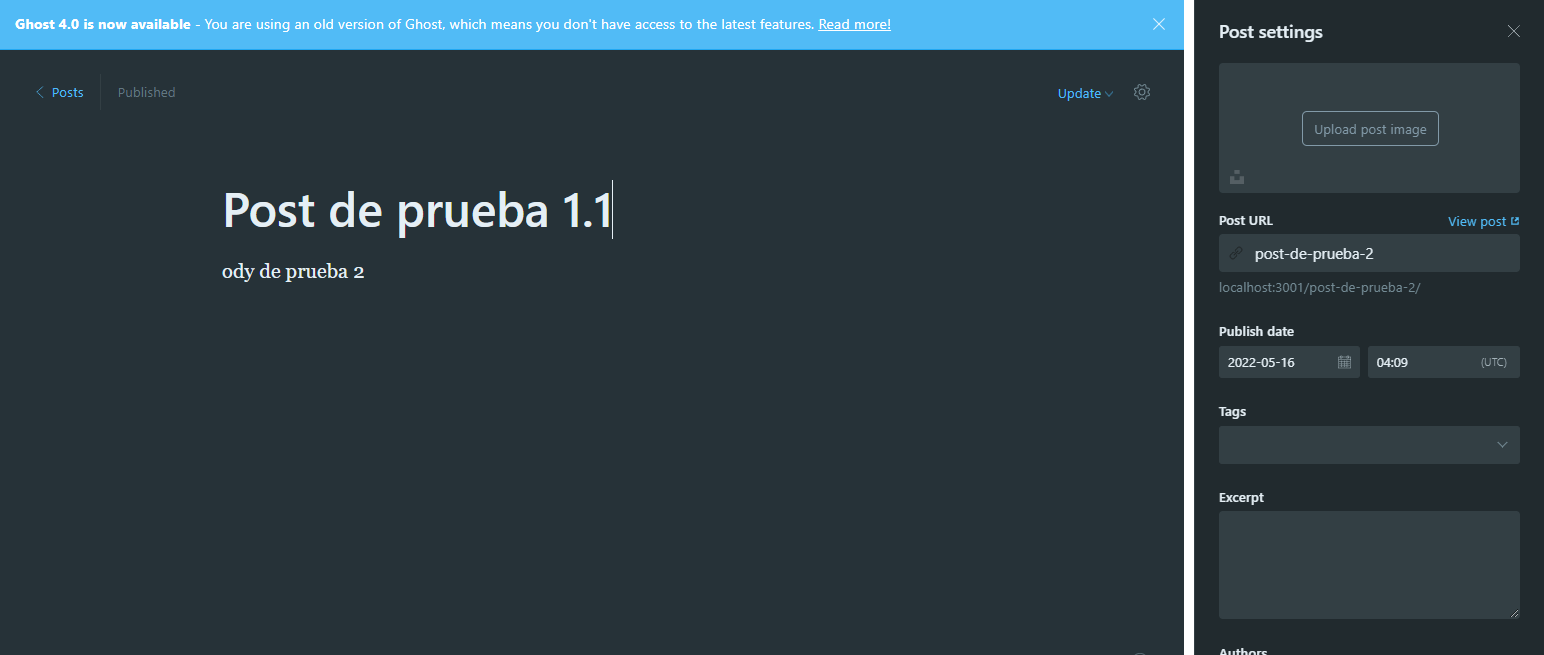 Ghost 4.0 is now available - You are using an old version of Ghost, which means you don't have access to the latest features. Read more!
Posts
Published
Update
Post de prueba 1.1
ody de prueba 2
Post settings
Upload post image
Post URL
View post
post-de-prueba-2
localhost:3001/post-de-prueba-2/
Publish date
2022-05-16
04:09
(UTC)
Tags
Excerpt
Authors